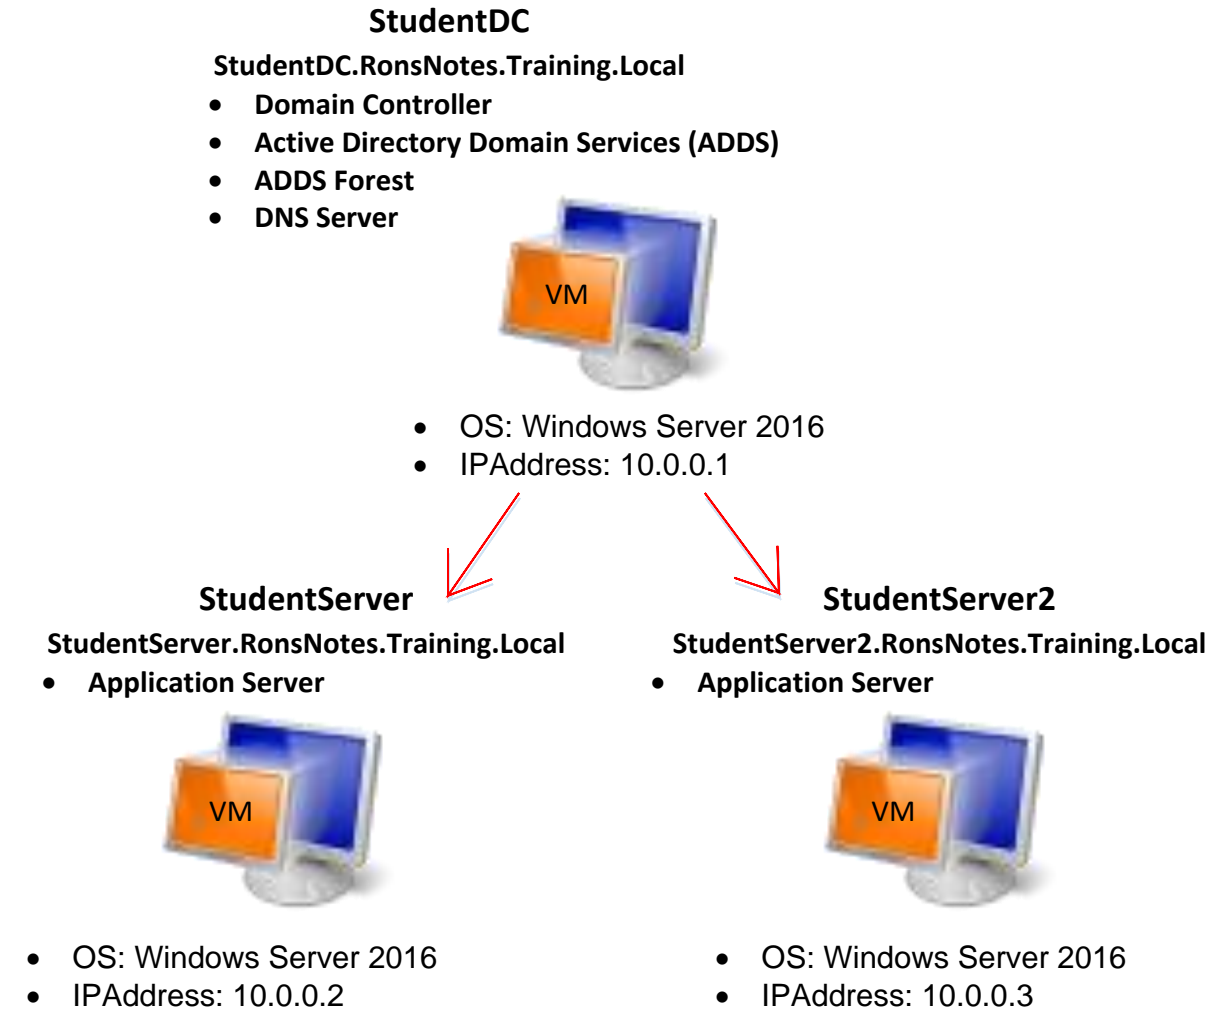 StudentDC
StudentDC.RonsNotes.Training.Local
• Domain Controller
• Active Directory Domain Services (ADDS)
• ADDS Forest
• DNS Server
VM
• OS: Windows Server 2016
• IPAddress: 10.0.0.1
StudentServer
StudentServer.RonsNotes.Training.Local
• Application Server
VM
• OS: Windows Server 2016
• IPAddress: 10.0.0.2
StudentServer2
StudentServer2.RonsNotes.Training.Local
• Application Server
VM
• OS: Windows Server 2016
• IPAddress: 10.0.0.3